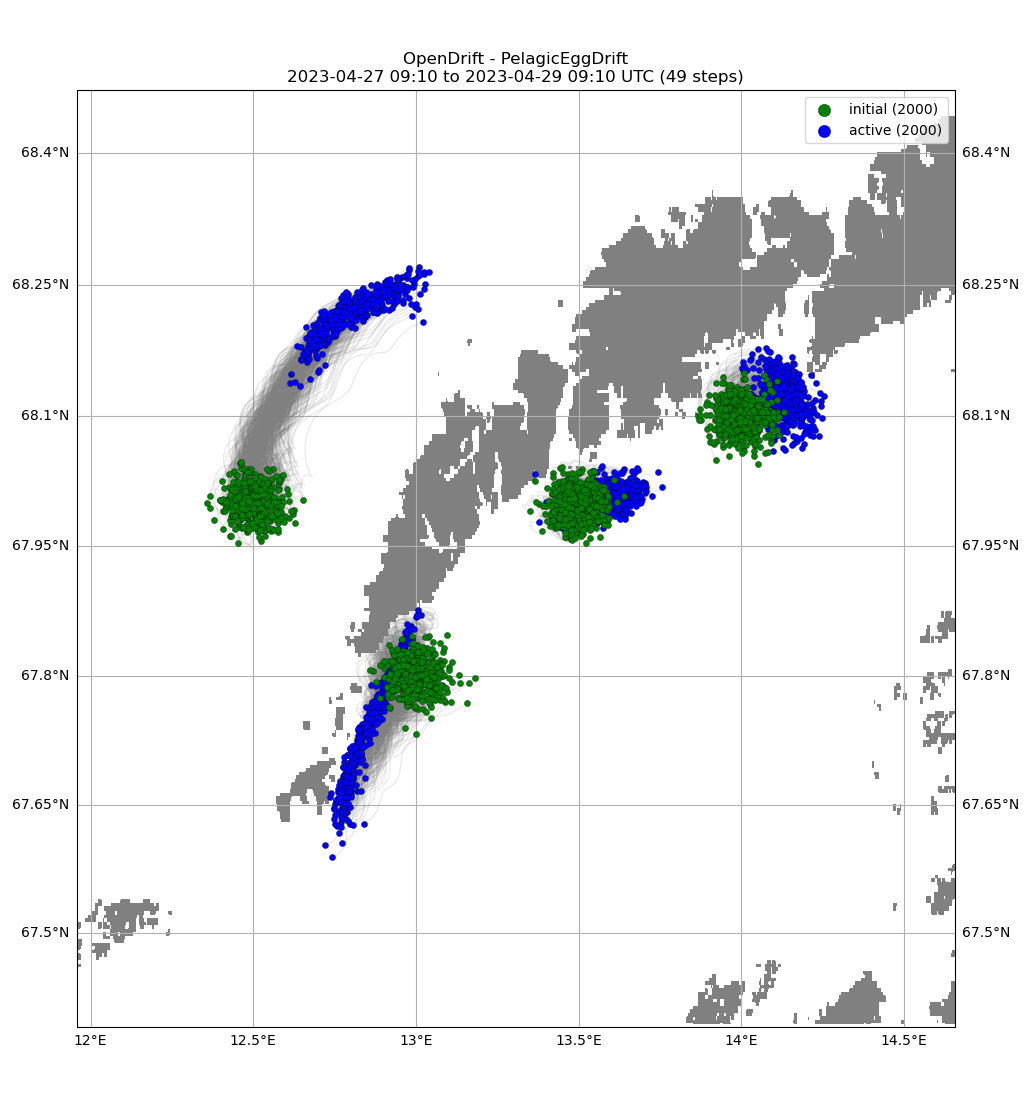 OpenDrift - PelagicEggDrift
2023-04-27 09:10 to 2023-04-29 09:10 UTC (49 steps)
initial (2000)
active (2000)
68.4°N
68.4°N
68.25°N
68.25°N
68.1°N
68.1°N
67.95°N
67.95°N
67.8°N
67.8°N
67.65°N
67.65°N
67.5°N
67.5°N
12°E
12.5°E
13°E
13.5°E
14°E
14.5°E